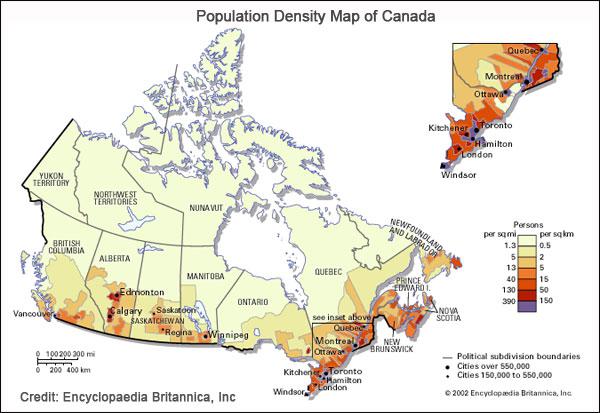 Population Density Map of Canada
Quebec
Montreal
Ottawa
Kitchener
Toronto
Hamilton
London
Windsor
YUKON
TERRITORY
NORTHWEST
TERRITORIES
NUNAVUT
BRITISH
COLUMBIA
ALBERTA
MANITOBA
SASKATCHEWAN
ONTARIO
QUEBEC
NEWFOUNDLAND
AND LABRADOR
PRINCE
EDWARD I.
NOVA
SCOTIA
NEW
BRUNSWICK
Edmonton
Calgary
Vancouver
Saskatoon
Regina
Winnipeg
see inset above
Quebec
Montreal
Ottawa
Kitchener
Toronto
Hamilton
London
Windsor
Persons
per sq mi per sq km
1.3 0.5
5 2
13 5
40 15
130 50
390 150
0 100 200 300 mi
0 200 400 km
Political subdivision boundaries
Cities over 550,000
Cities 150,000 to 550,000
© 2002 Encyclopædia Britannica, Inc.
Credit: Encyclopaedia Britannica, Inc